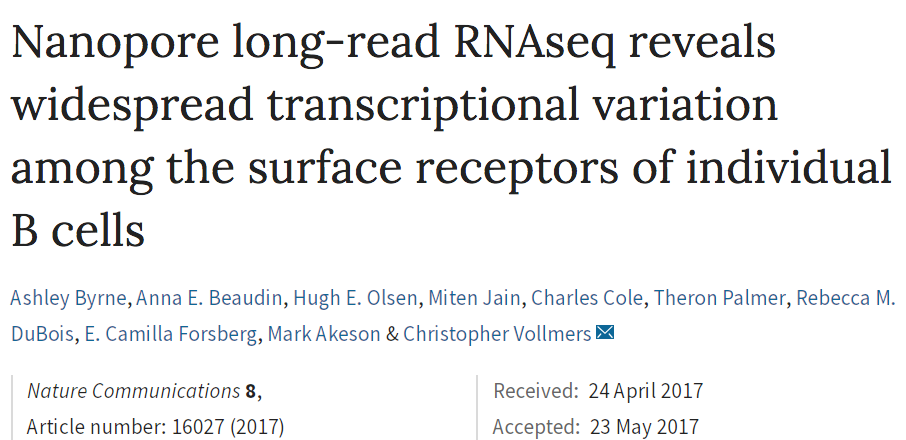 Nanopore long-read RNAseq reveals
widespread transcriptional variation
among the surface receptors of individual
B cells
Ashley Byrne, Anna E. Beaudin, Hugh E. Olsen, Miten Jain, Charles Cole, Theron Palmer, Rebecca M.
DuBois, E. Camilla Forsberg, Mark Akeson & Christopher Vollmers
Nature Communications 8,
Article number: 16027 (2017)
Received: 24 April 2017
Accepted: 23 May 2017